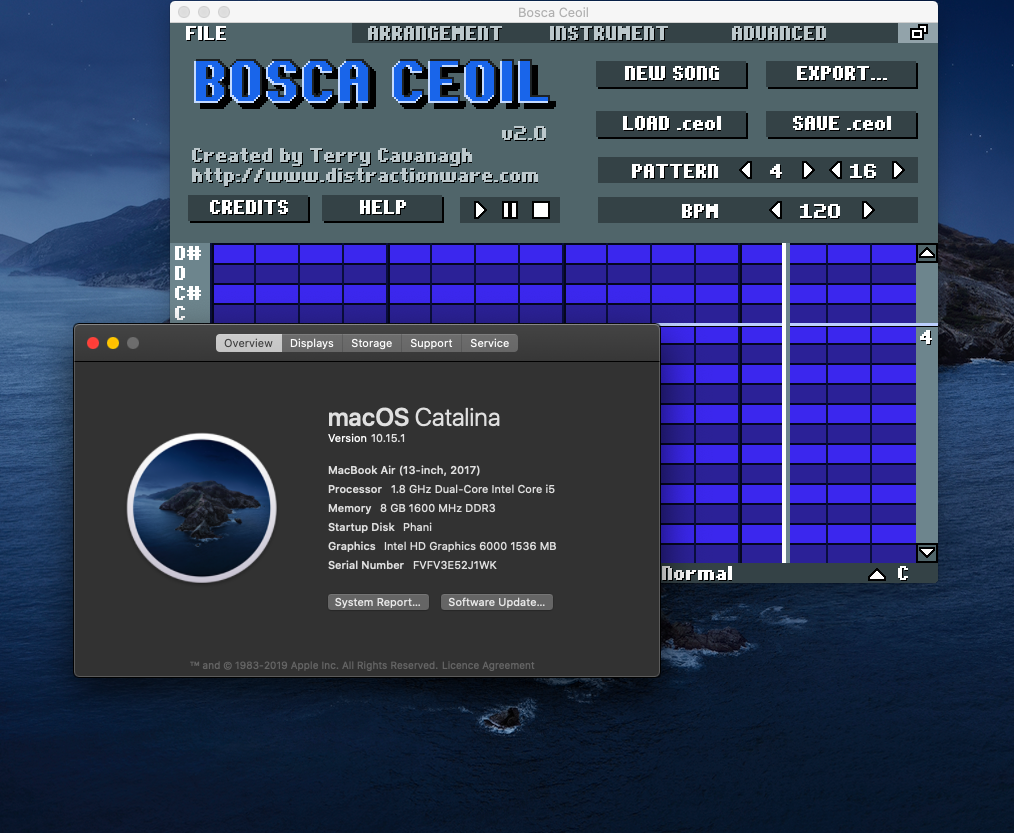 Bosca Ceoil
FILE ARRANGEMENT INSTRUMENT ADVANCED
BOSCA CEOIL
v2.0
Created by Terry Cavanagh
http://www.distractionware.com
CREDITS HELP
NEW SONG EXPORT...
LOAD .ceol SAVE .ceol
PATTERN 4 16
BPM 120
D#
D
C#
C
4
Normal C
Overview Displays Storage Support Service
macOS Catalina
Version 10.15.1
MacBook Air (13-inch, 2017)
Processor 1.8 GHz Dual-Core Intel Core i5
Memory 8 GB 1600 MHz DDR3
Startup Disk Phani
Graphics Intel HD Graphics 6000 1536 MB
Serial Number FVFV3E52J1WK
System Report... Software Update...
™ and © 1983-2019 Apple Inc. All Rights Reserved. Licence Agreement